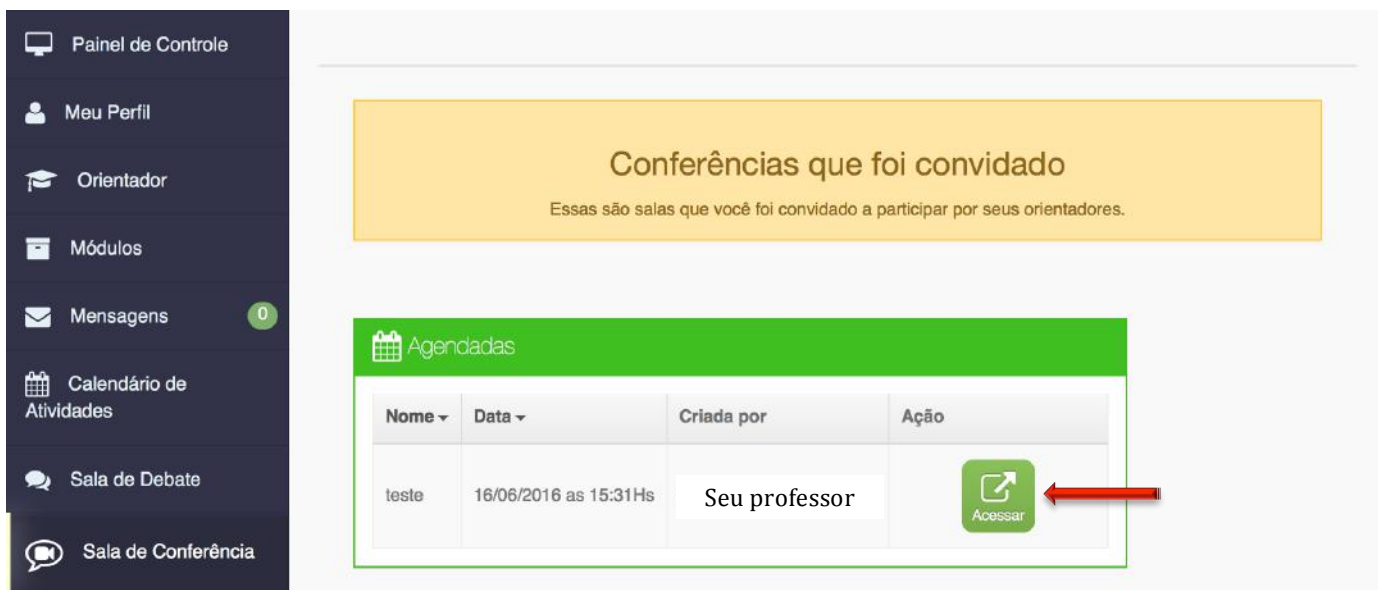 Painel de Controle
Meu Perfil
Orientador
Módulos
Mensagens 0
Calendário de
Atividades
Sala de Debate
Sala de Conferência
Conferências que foi convidado
Essas são salas que você foi convidado a participar por seus orientadores.
Agendadas
Nome Data Criada por Ação
teste 16/06/2016 as 15:31Hs Seu professor Acessar